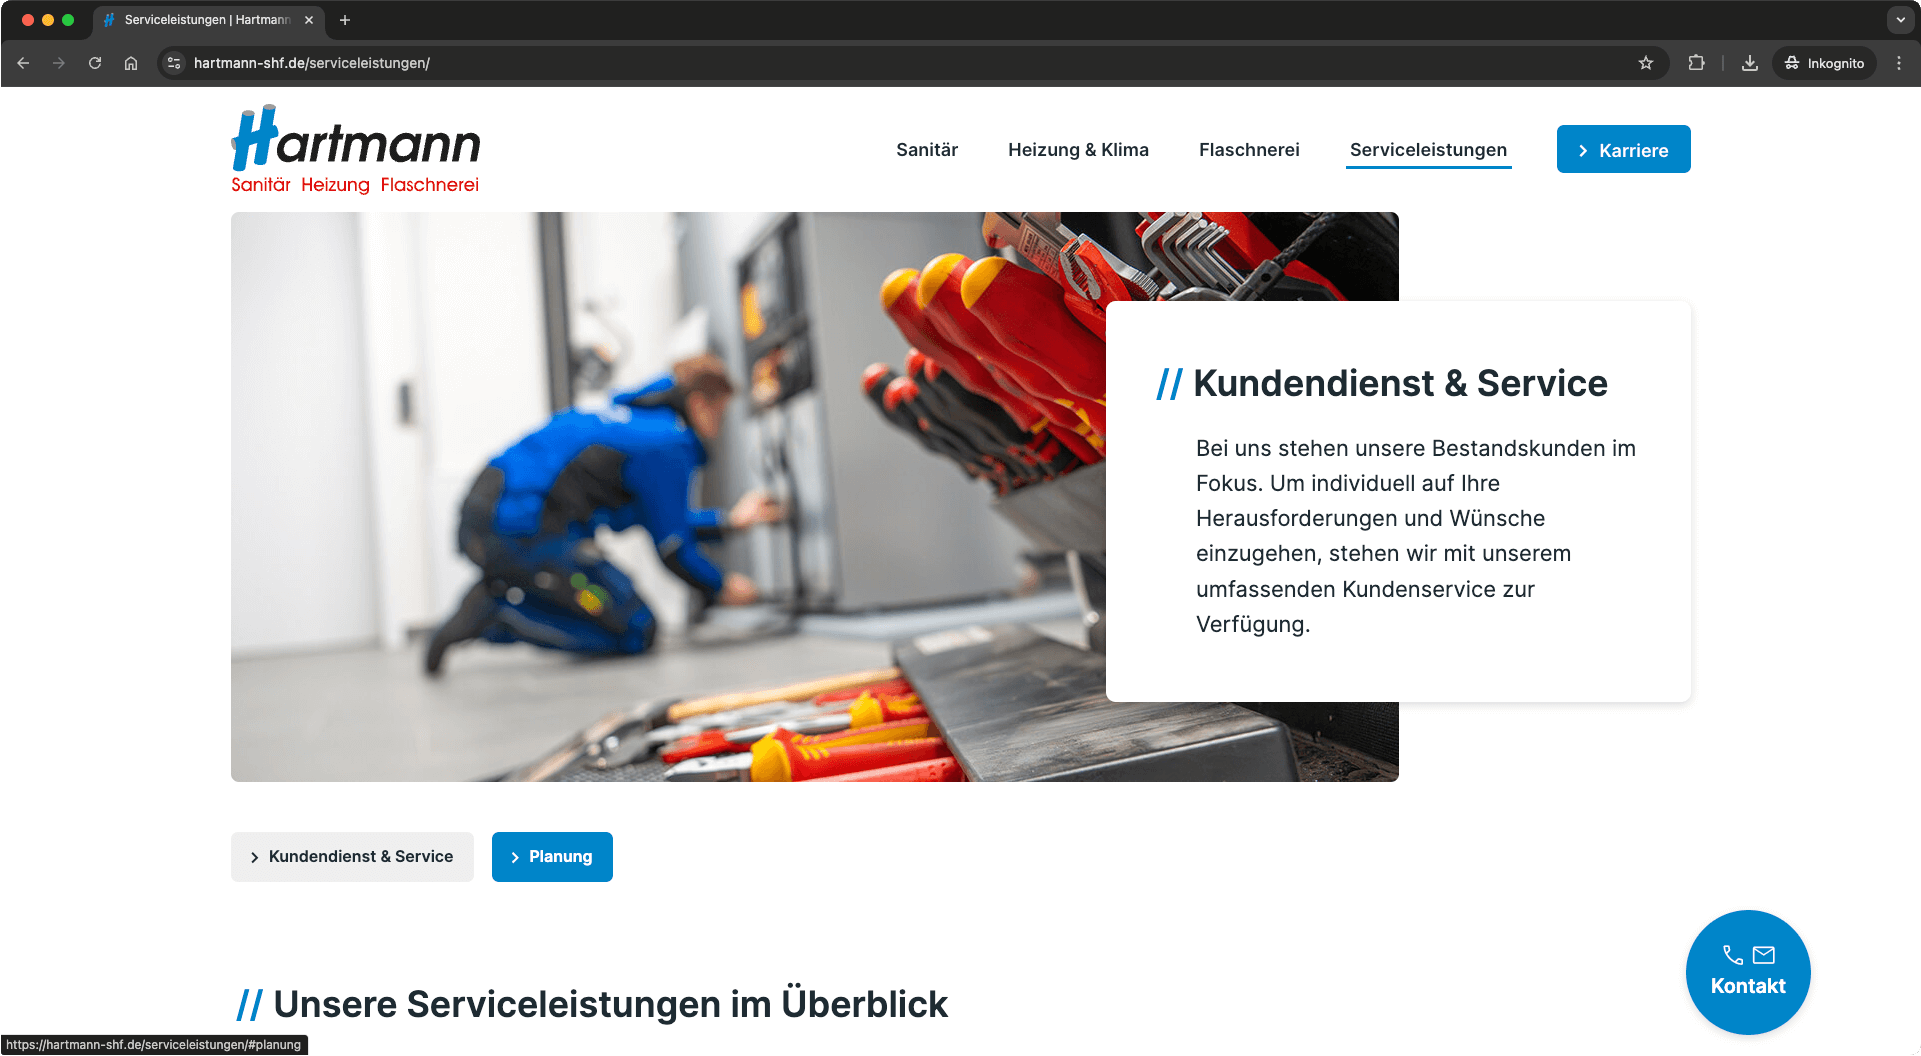 Serviceleistungen | Hartmann
hartmann-shf.de/serviceleistungen/
Inkognito
Hartmann
Sanitär Heizung Flaschnerei
Sanitär
Heizung & Klima
Flaschnerei
Serviceleistungen
Karriere
// Kundendienst & Service
Bei uns stehen unsere Bestandskunden im
Fokus. Um individuell auf Ihre
Herausforderungen und Wünsche
einzugehen, stehen wir mit unserem
umfassenden Kundenservice zur
Verfügung.
Kundendienst & Service
Planung
// Unsere Serviceleistungen im Überblick
Kontakt
https://hartmann-shf.de/serviceleistungen/#planung